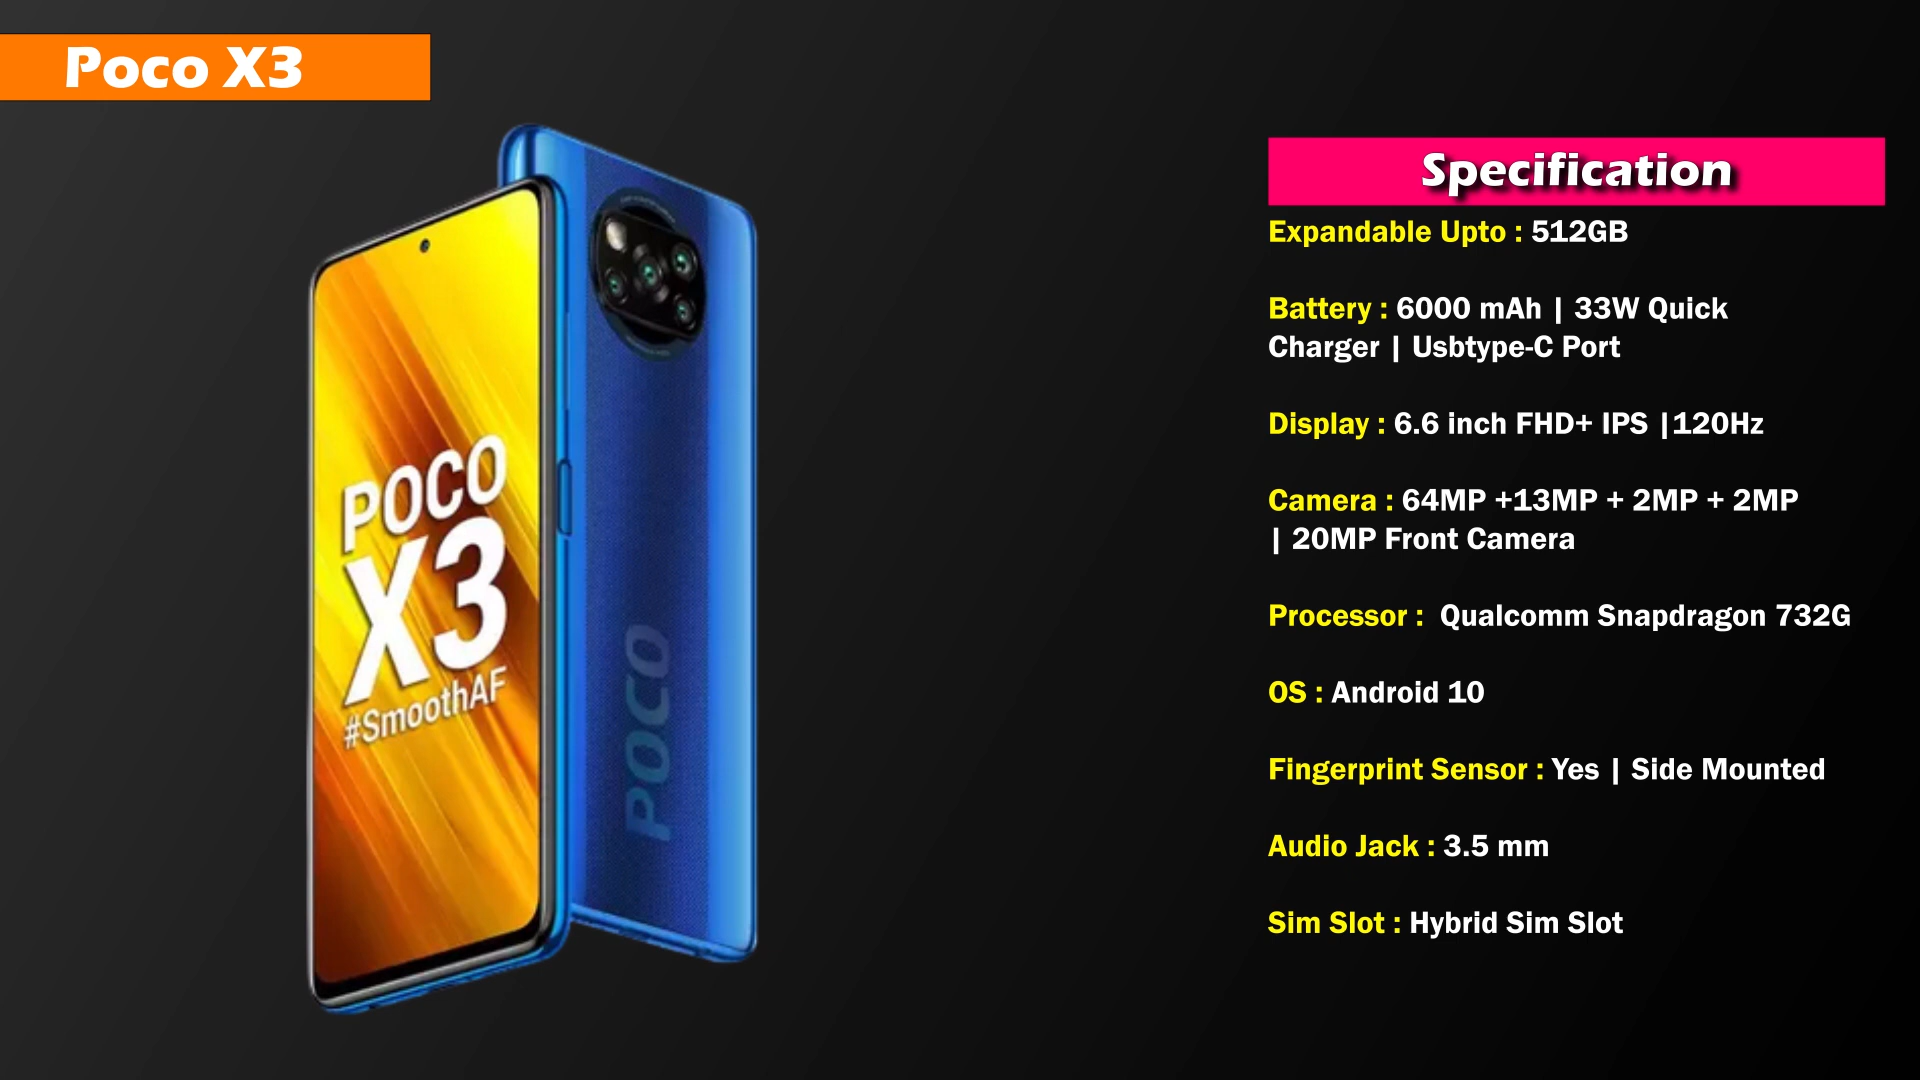 Poco X3
POCO
X3
#SmoothAF
POCO
Specification
Expandable Upto : 512GB
Battery : 6000 mAh | 33W Quick
Charger | Usbtype-C Port
Display : 6.6 inch FHD+ IPS |120Hz
Camera : 64MP +13MP + 2MP + 2MP
| 20MP Front Camera
Processor :  Qualcomm Snapdragon 732G
OS : Android 10
Fingerprint Sensor : Yes | Side Mounted
Audio Jack : 3.5 mm
Sim Slot : Hybrid Sim Slot